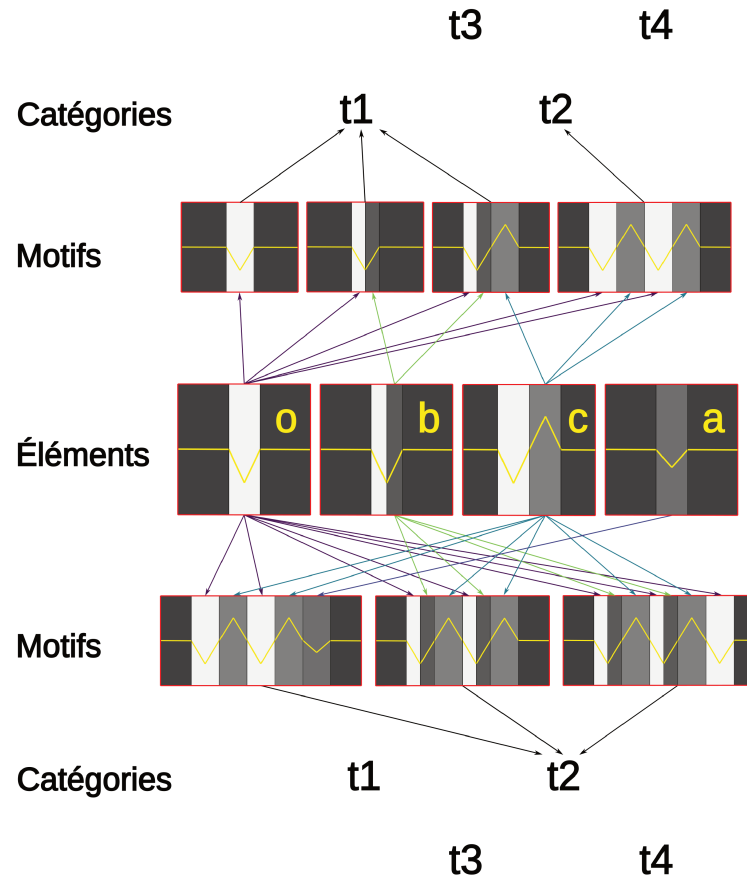 t3 t4
Catégories t1 t2
Motifs
Éléments o b c a
Motifs
Catégories t1 t2
t3 t4